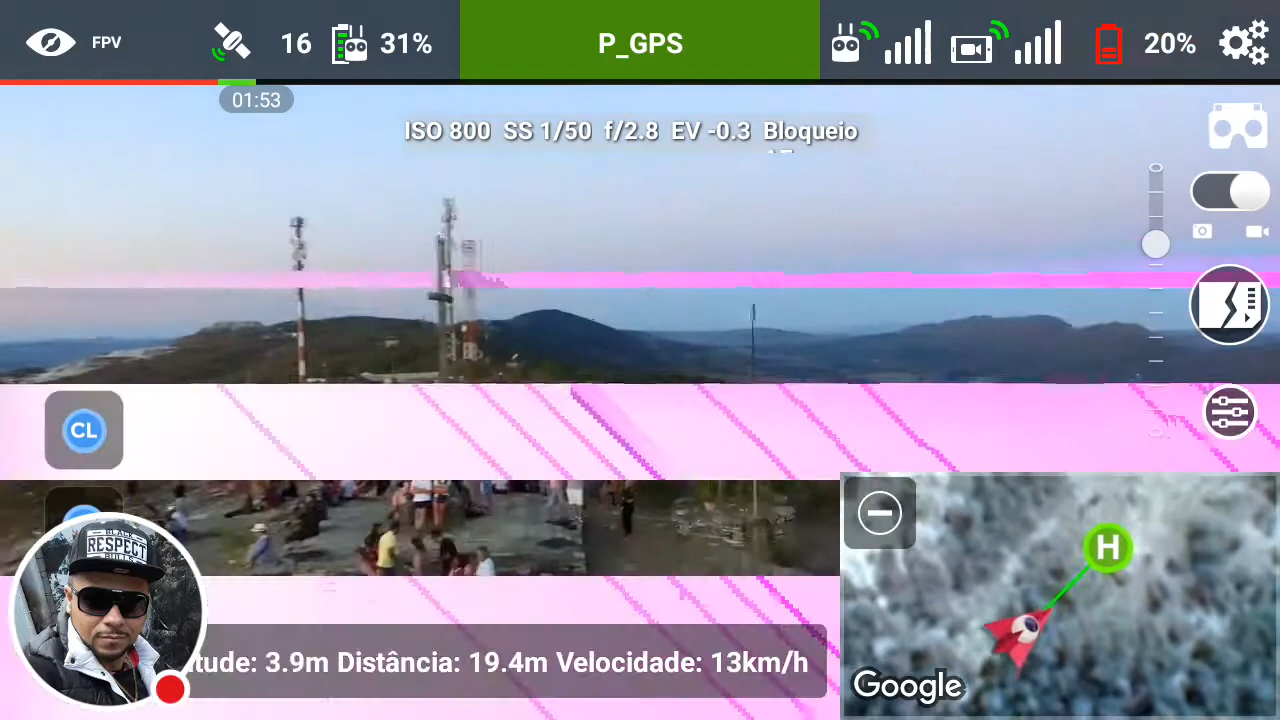 FPV 16 31% P_GPS 20%
01:53
ISO 800 SS 1/50 f/2.8 EV -0.3 Bloqueio
CL
H
BLACK
RESPECT
BULLS
tude: 3.9m Distância: 19.4m Velocidade: 13km/h
Google